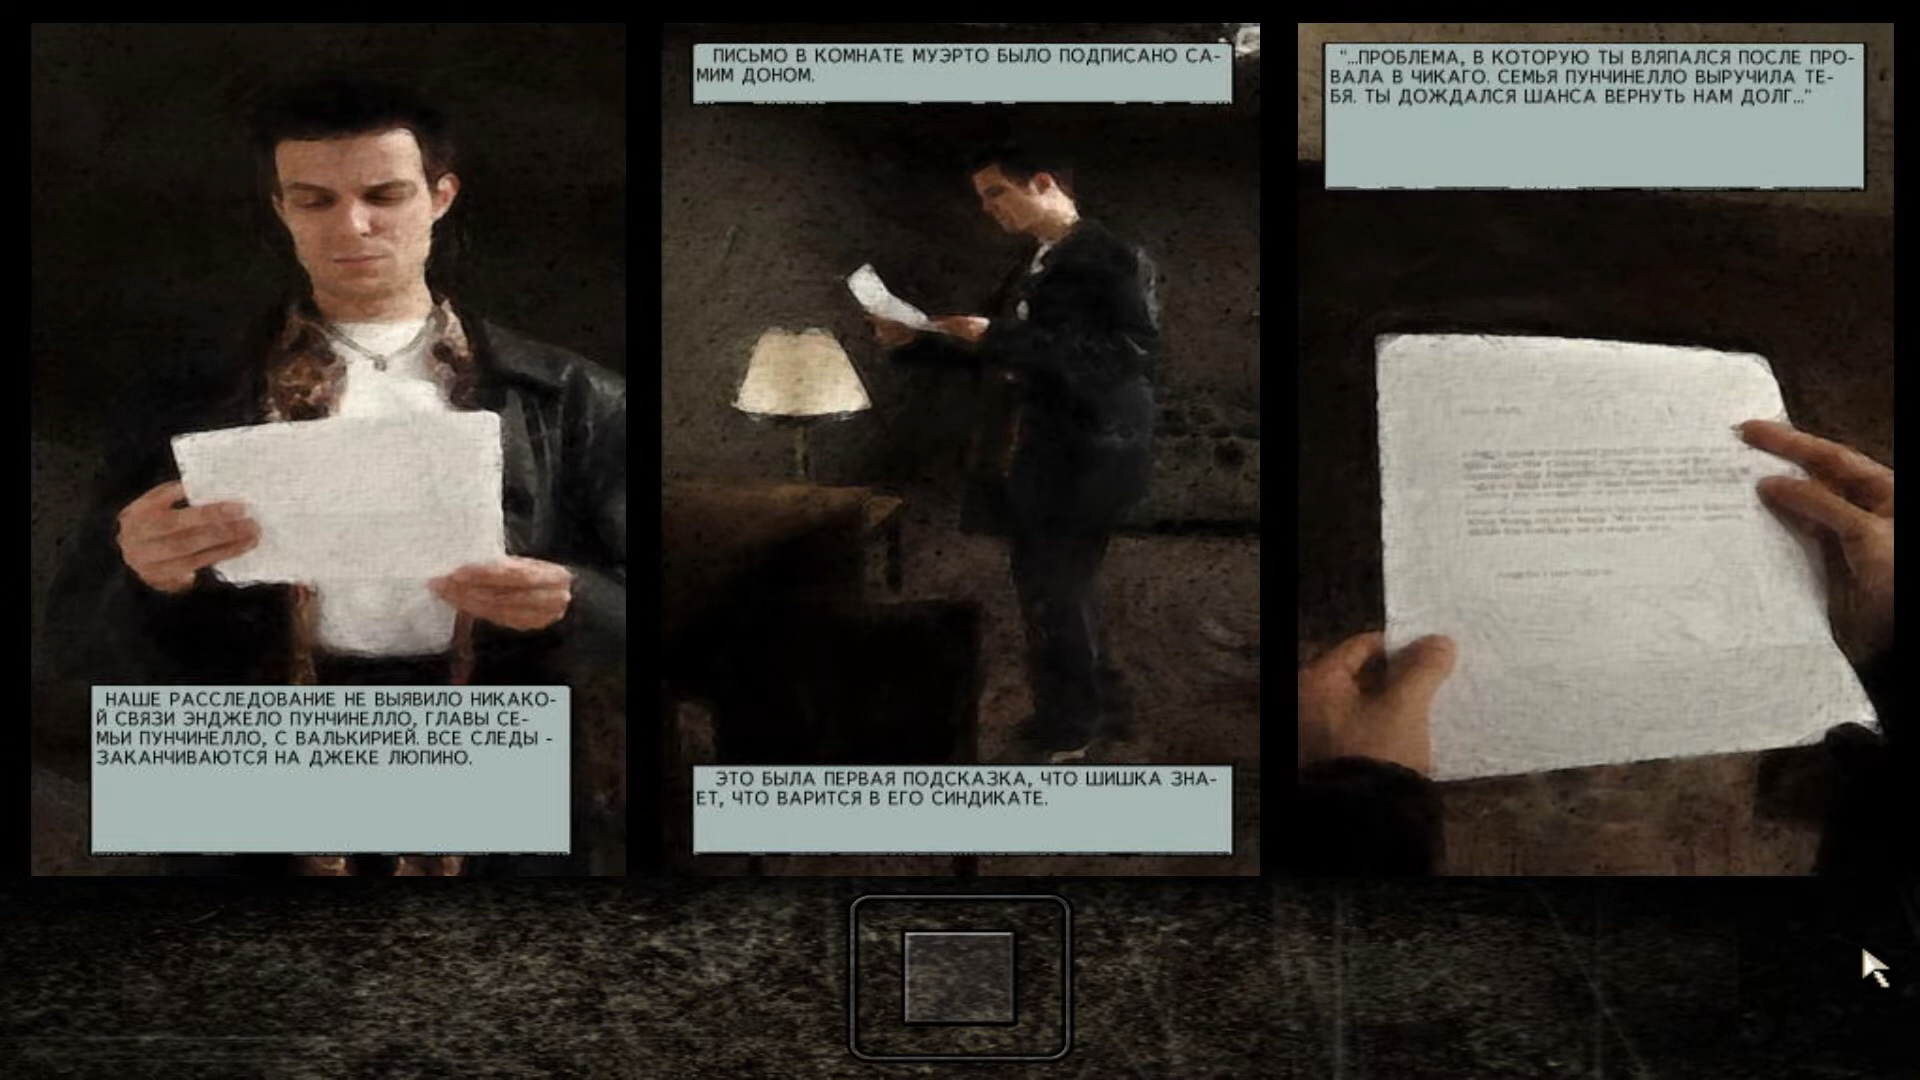 НАШЕ РАССЛЕДОВАНИЕ НЕ ВЫЯВИЛО НИКАКО-
Й СВЯЗИ ЭНДЖЕЛО ПУНЧИНЕЛЛО, ГЛАВЫ СЕ-
МЬИ ПУНЧИНЕЛЛО, С ВАЛЬКИРИЕЙ. ВСЕ СЛЕДЫ -
ЗАКАНЧИВАЮТСЯ НА ДЖЕКЕ ЛЮПИНО.
ПИСЬМО В КОМНАТЕ МУЭРТО БЫЛО ПОДПИСАНО СА-
МИМ ДОНОМ.
ЭТО БЫЛА ПЕРВАЯ ПОДСКАЗКА, ЧТО ШИШКА ЗНА-
ЕТ, ЧТО ВАРИТСЯ В ЕГО СИНДИКАТЕ.
"...ПРОБЛЕМА, В КОТОРУЮ ТЫ ВЛЯПАЛСЯ ПОСЛЕ ПРО-
ВАЛА В ЧИКАГО. СЕМЬЯ ПУНЧИНЕЛЛО ВЫРУЧИЛА ТЕ-
БЯ. ТЫ ДОЖДАЛСЯ ШАНСА ВЕРНУТЬ НАМ ДОЛГ..."